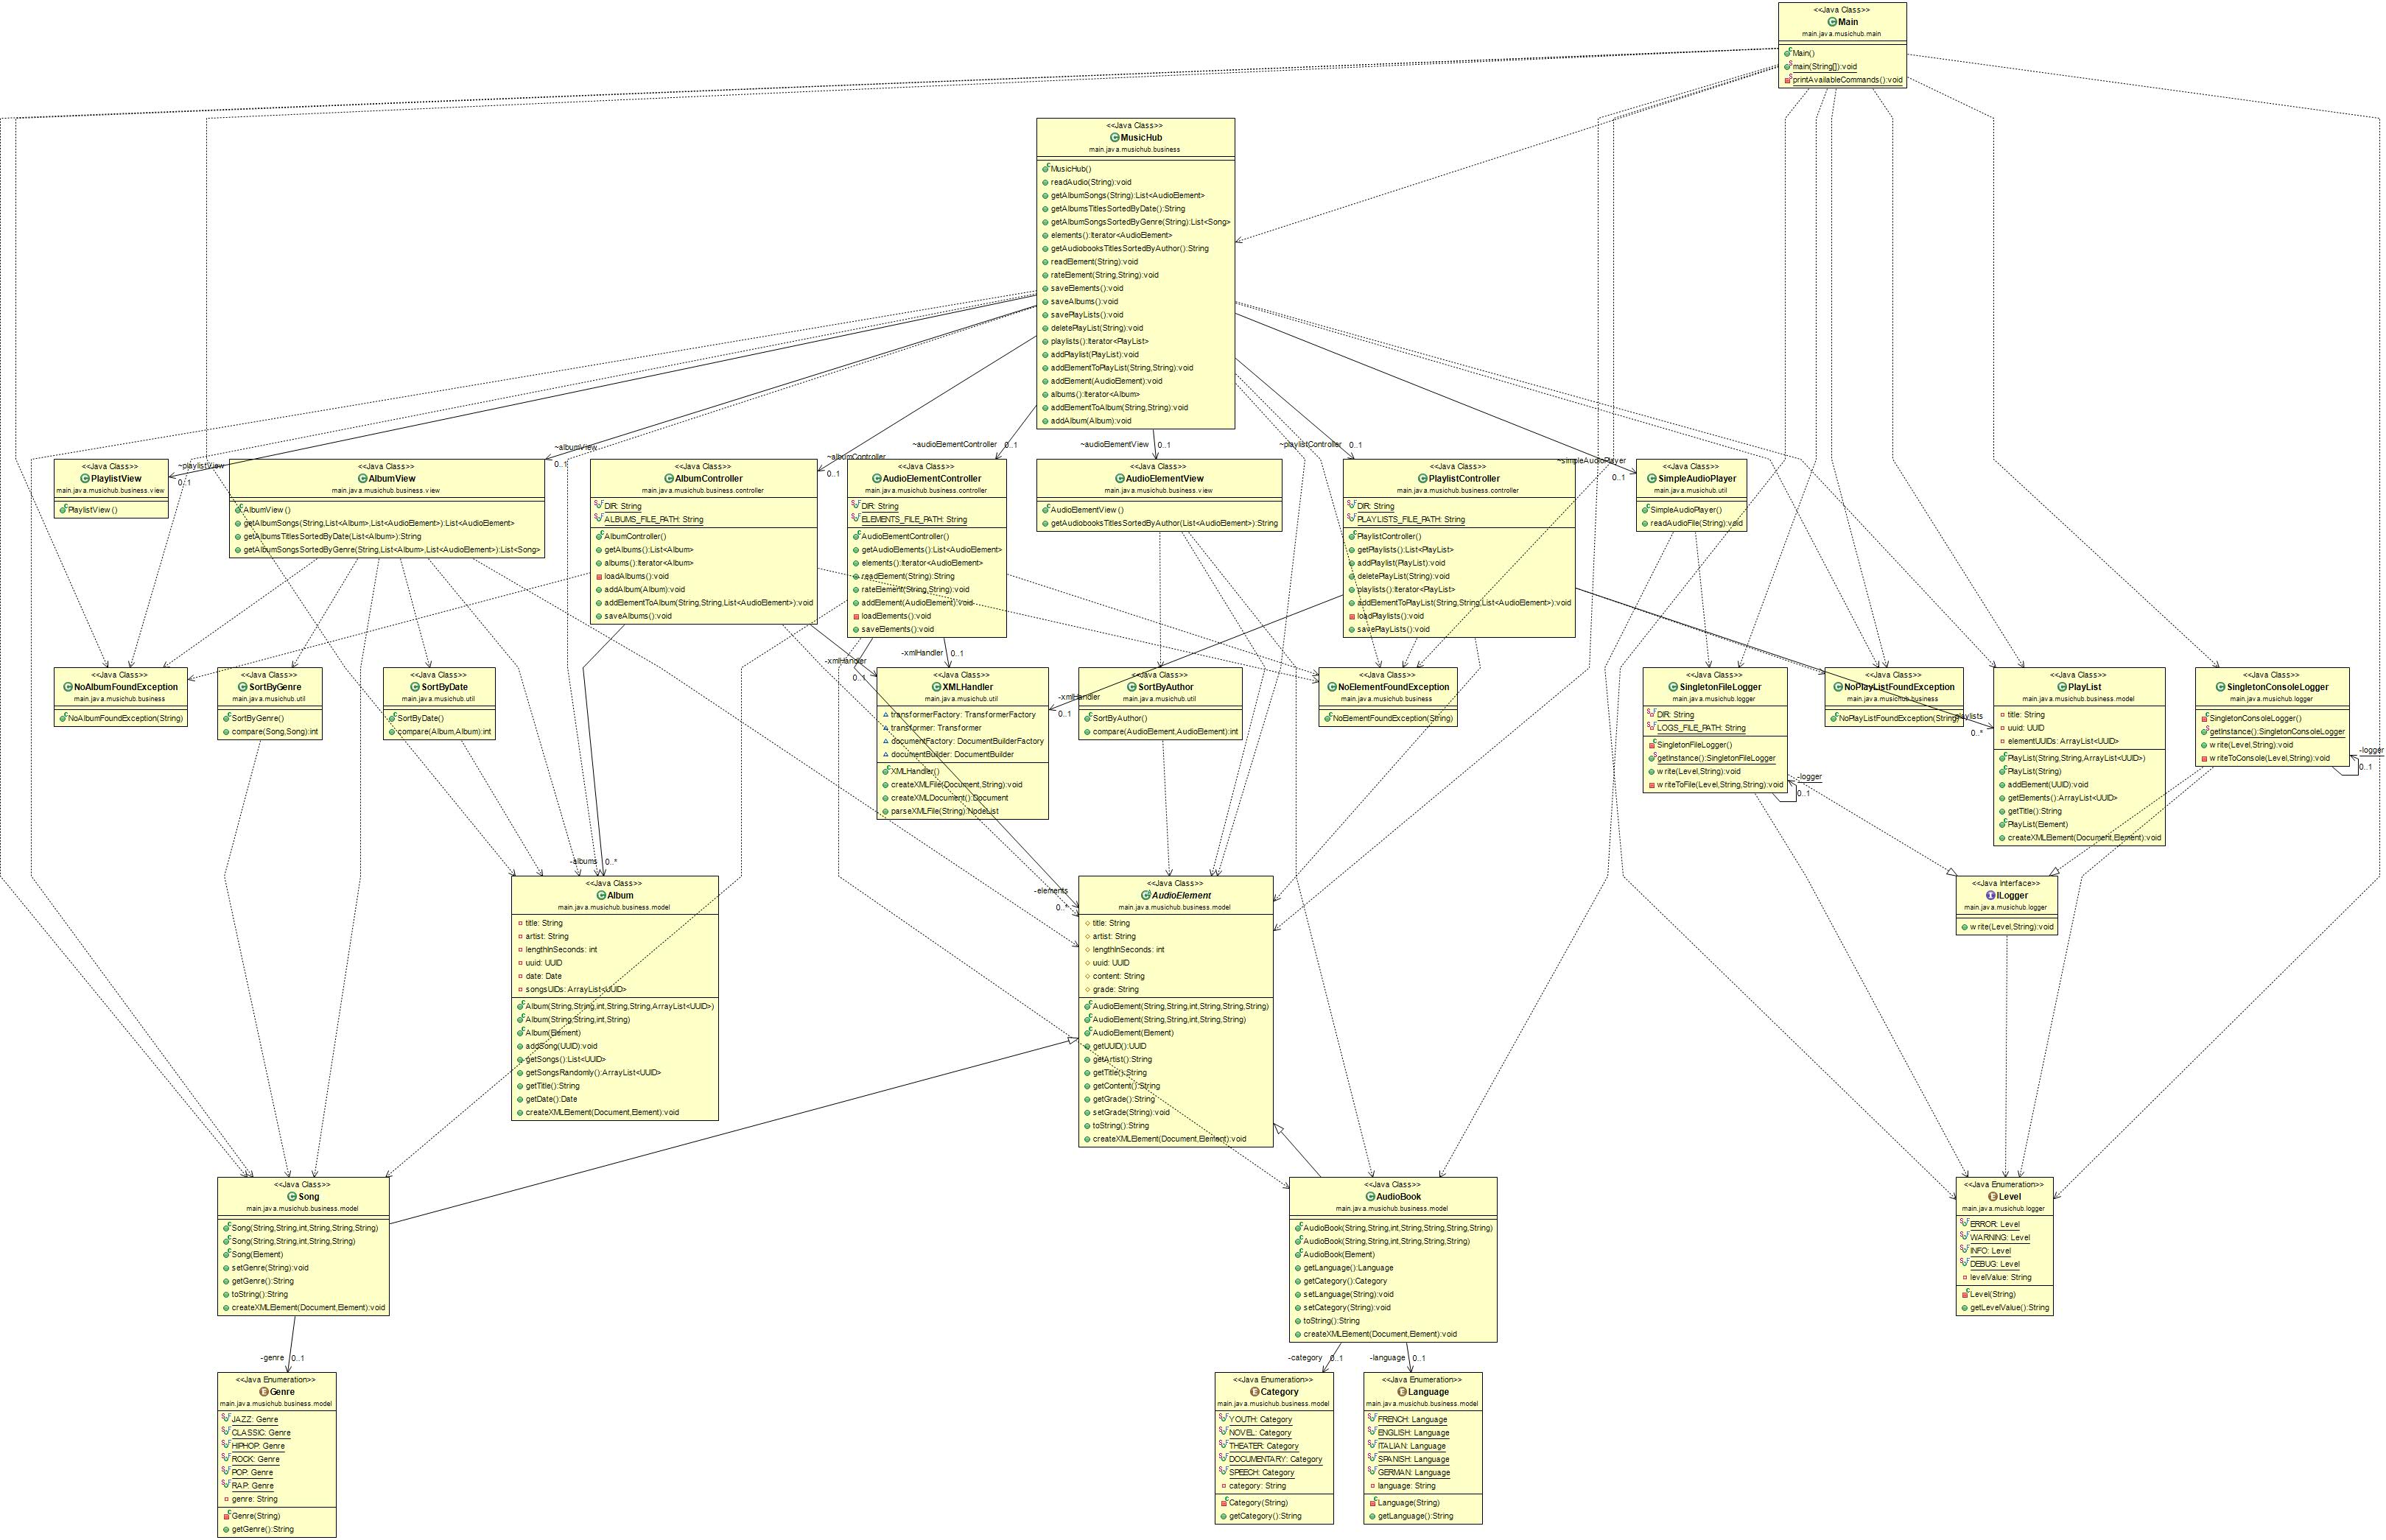 <<Java Class>>
Main
main.java.musichub.main
Main()
main(String[]):void
printAvailableCommands():void
<<Java Class>>
MusicHub
main.java.musichub.business
MusicHub()
readAudio(String):void
getAlbumSongs(String):List<AudioElement>
getAlbumsTitlesSortedByDate():String
getAlbumSongsSortedByGenre(String):List<Song>
elements():Iterator<AudioElement>
getAudiobooksTitlesSortedByAuthor():String
readElement(String):void
rateElement(String,String):void
saveElements():void
saveAlbums():void
savePlayLists():void
deletePlayList(String):void
playlists():Iterator<PlayList>
addPlaylist(PlayList):void
addElementToPlayList(String,String):void
addElement(AudioElement):void
albums():Iterator<Album>
addElementToAlbum(String,String):void
addAlbum(Album):void
~playlistView
0..1
~albumView
0..1
~albumController
0..1
~audioElementController
0..1
~audioElementView
0..1
~playlistController
0..1
~simpleAudioPlayer
0..1
<<Java Class>>
PlaylistView
main.java.musichub.business.view
PlaylistView()
<<Java Class>>
AlbumView
main.java.musichub.business.view
AlbumView()
getAlbumSongs(String,List<Album>,List<AudioElement>):List<AudioElement>
getAlbumsTitlesSortedByDate(List<Album>):String
getAlbumSongsSortedByGenre(String,List<Album>,List<AudioElement>):List<Song>
<<Java Class>>
AlbumController
main.java.musichub.business.controller
DIR: String
ALBUMS_FILE_PATH: String
AlbumController()
getAlbums():List<Album>
albums():Iterator<Album>
loadAlbums():void
addAlbum(Album):void
addElementToAlbum(String,String,List<AudioElement>):void
saveAlbums():void
<<Java Class>>
AudioElementController
main.java.musichub.business.controller
DIR: String
ELEMENTS_FILE_PATH: String
AudioElementController()
getAudioElements():List<AudioElement>
elements():Iterator<AudioElement>
readElement(String):String
rateElement(String,String):void
addElement(AudioElement):void
loadElements():void
saveElements():void
<<Java Class>>
AudioElementView
main.java.musichub.business.view
AudioElementView()
getAudiobooksTitlesSortedByAuthor(List<AudioElement>):String
<<Java Class>>
PlaylistController
main.java.musichub.business.controller
DIR: String
PLAYLISTS_FILE_PATH: String
PlaylistController()
getPlaylists():List<PlayList>
addPlaylist(PlayList):void
deletePlayList(String):void
playlists():Iterator<PlayList>
addElementToPlayList(String,String,List<AudioElement>):void
loadPlaylists():void
savePlayLists():void
<<Java Class>>
SimpleAudioPlayer
main.java.musichub.util
SimpleAudioPlayer()
readAudioFile(String):void
<<Java Class>>
NoAlbumFoundException
main.java.musichub.business
NoAlbumFoundException(String)
<<Java Class>>
SortByGenre
main.java.musichub.util
SortByGenre()
compare(Song,Song):int
<<Java Class>>
SortByDate
main.java.musichub.util
SortByDate()
compare(Album,Album):int
-xmlHandler
0..1
-xmlHandler
0..1
<<Java Class>>
XMLHandler
main.java.musichub.util
transformerFactory: TransformerFactory
transformer: Transformer
documentFactory: DocumentBuilderFactory
documentBuilder: DocumentBuilder
XMLHandler()
createXMLFile(Document,String):void
createXMLDocument():Document
parseXMLFile(String):NodeList
-xmlHandler
0..1
<<Java Class>>
SortByAuthor
main.java.musichub.util
SortByAuthor()
compare(AudioElement,AudioElement):int
<<Java Class>>
NoElementFoundException
main.java.musichub.business
NoElementFoundException(String)
<<Java Class>>
SingletonFileLogger
main.java.musichub.logger
DIR: String
LOGS_FILE_PATH: String
SingletonFileLogger()
getInstance():SingletonFileLogger
write(Level,String):void
writeToFile(Level,String,String):void
-logger
0..1
<<Java Class>>
NoPlayListFoundException
main.java.musichub.business
NoPlayListFoundException(String)
0..*
<<Java Class>>
PlayList
main.java.musichub.business.model
title: String
uuid: UUID
elementUUIDs: ArrayList<UUID>
PlayList(String,String,ArrayList<UUID>)
PlayList(String)
addElement(UUID):void
getElements():ArrayList<UUID>
getTitle():String
PlayList(Element)
createXMLElement(Document,Element):void
<<Java Class>>
SingletonConsoleLogger
main.java.musichub.logger
SingletonConsoleLogger()
getInstance():SingletonConsoleLogger
write(Level,String):void
writeToConsole(Level,String):void
-logger
0..1
-albums
0..*
<<Java Class>>
Album
main.java.musichub.business.model
title: String
artist: String
lengthInSeconds: int
uuid: UUID
date: Date
songsUIDs: ArrayList<UUID>
Album(String,String,int,String,String,ArrayList<UUID>)
Album(String,String,int,String)
Album(Element)
addSong(UUID):void
getSongs():List<UUID>
getSongsRandomly():ArrayList<UUID>
getTitle():String
getDate():Date
createXMLElement(Document,Element):void
-elements
0..*
<<Java Class>>
AudioElement
main.java.musichub.business.model
title: String
artist: String
lengthInSeconds: int
uuid: UUID
content: String
grade: String
AudioElement(String,String,int,String,String,String)
AudioElement(String,String,int,String,String)
AudioElement(Element)
getUUID():UUID
getArtist():String
getTitle():String
getContent():String
getGrade():String
setGrade(String):void
toString():String
createXMLElement(Document,Element):void
<<Java Interface>>
ILogger
main.java.musichub.logger
write(Level,String):void
<<Java Class>>
Song
main.java.musichub.business.model
Song(String,String,int,String,String,String)
Song(String,String,int,String,String)
Song(Element)
setGenre(String):void
getGenre():String
toString():String
createXMLElement(Document,Element):void
<<Java Class>>
AudioBook
main.java.musichub.business.model
AudioBook(String,String,int,String,String,String,String)
AudioBook(String,String,int,String,String,String)
AudioBook(Element)
getLanguage():Language
getCategory():Category
setLanguage(String):void
setCategory(String):void
toString():String
createXMLElement(Document,Element):void
<<Java Enumeration>>
Level
main.java.musichub.logger
ERROR: Level
WARNING: Level
INFO: Level
DEBUG: Level
levelValue: String
Level(String)
getLevelValue():String
-genre
0..1
<<Java Enumeration>>
Genre
main.java.musichub.business.model
JAZZ: Genre
CLASSIC: Genre
HIPHOP: Genre
ROCK: Genre
POP: Genre
RAP: Genre
genre: String
Genre(String)
getGenre():String
-category
0..1
<<Java Enumeration>>
Category
main.java.musichub.business.model
YOUTH: Category
NOVEL: Category
THEATER: Category
DOCUMENTARY: Category
SPEECH: Category
category: String
Category(String)
getCategory():String
-language
0..1
<<Java Enumeration>>
Language
main.java.musichub.business.model
FRENCH: Language
ENGLISH: Language
ITALIAN: Language
SPANISH: Language
GERMAN: Language
language: String
Language(String)
getLanguage():String